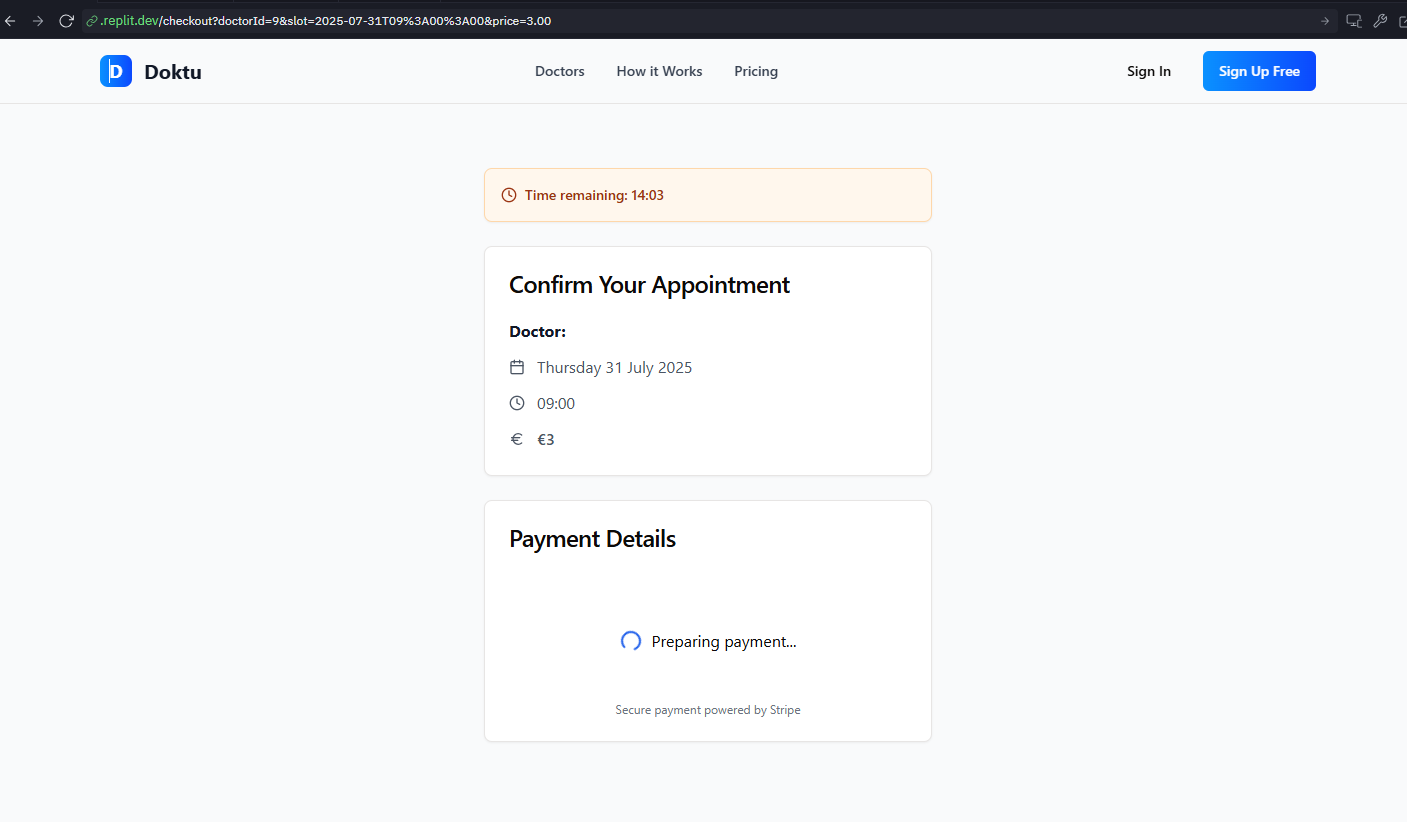 .replit.dev/checkout?doctorId=9&slot=2025-07-31T09%3A00%3A00&price=3.00
D Doktu Doctors How it Works Pricing Sign In Sign Up Free
Time remaining: 14:03
Confirm Your Appointment
Doctor:
Thursday 31 July 2025
09:00
€ €3
Payment Details
Preparing payment...
Secure payment powered by Stripe